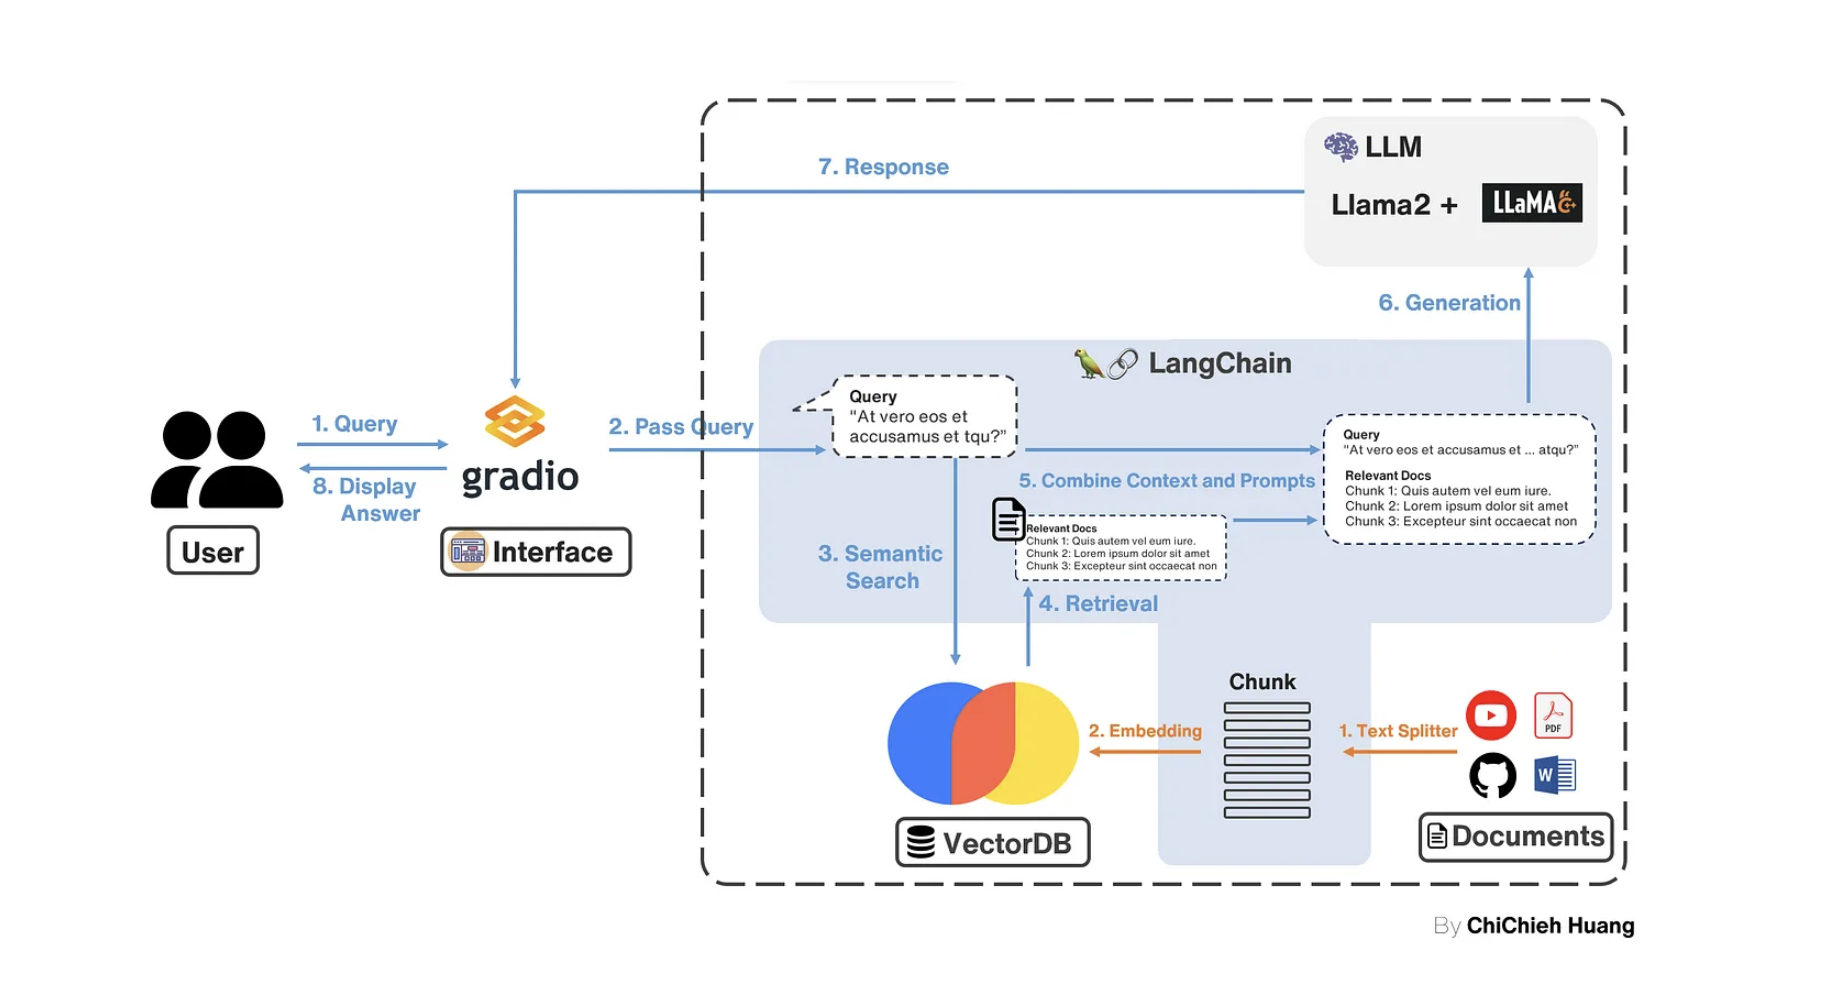 7. Response
LLM
Llama2 +
LLaMA C++
6. Generation
LangChain
Query
"At vero eos et
accusamus et tqu?"
1. Query
2. Pass Query
gradio
8. Display
Answer
User
Interface
5. Combine Context and Prompts
Query
"At vero eos et accusamus et ... atqu?"
Relevant Docs
Chunk 1: Quis autem vel eum iure.
Chunk 2: Lorem ipsum dolor sit amet
Chunk 3: Excepteur sint occaecat non
Relevant Docs
Chunk 1: Quis autem vel eum iure.
Chunk 2: Lorem ipsum dolor sit amet
Chunk 3: Excepteur sint occaecat non
3. Semantic
Search
4. Retrieval
Chunk
2. Embedding
1. Text Splitter
PDF
W
VectorDB
Documents
By ChiChieh Huang